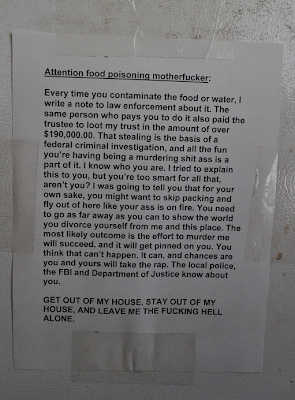 Attention food poisoning motherfucker:
Every time you contaminate the food or water, I
write a note to law enforcement about it. The
same person who pays you to do it also paid the
trustee to loot my trust in the amount of over
$190,000.00. That stealing is the basis of a
federal criminal investigation, and all the fun
you're having being a murdering shit ass is a
part of it. I know who you are. I tried to explain
this to you, but you're too smart for all that,
aren't you? I was going to tell you that for your
own sake, you might want to skip packing and
fly out of here like your ass is on fire. You need
to go as far away as you can to show the world
you divorce yourself from me and this place. The
most likely outcome is the effort to murder me
will succeed, and it will get pinned on you. You
think that can't happen. It can, and chances are
you and yours will take the rap. The local police,
the FBI and Department of Justice know about
you.
GET OUT OF MY HOUSE, STAY OUT OF MY
HOUSE, AND LEAVE ME THE FUCKING HELL
ALONE.